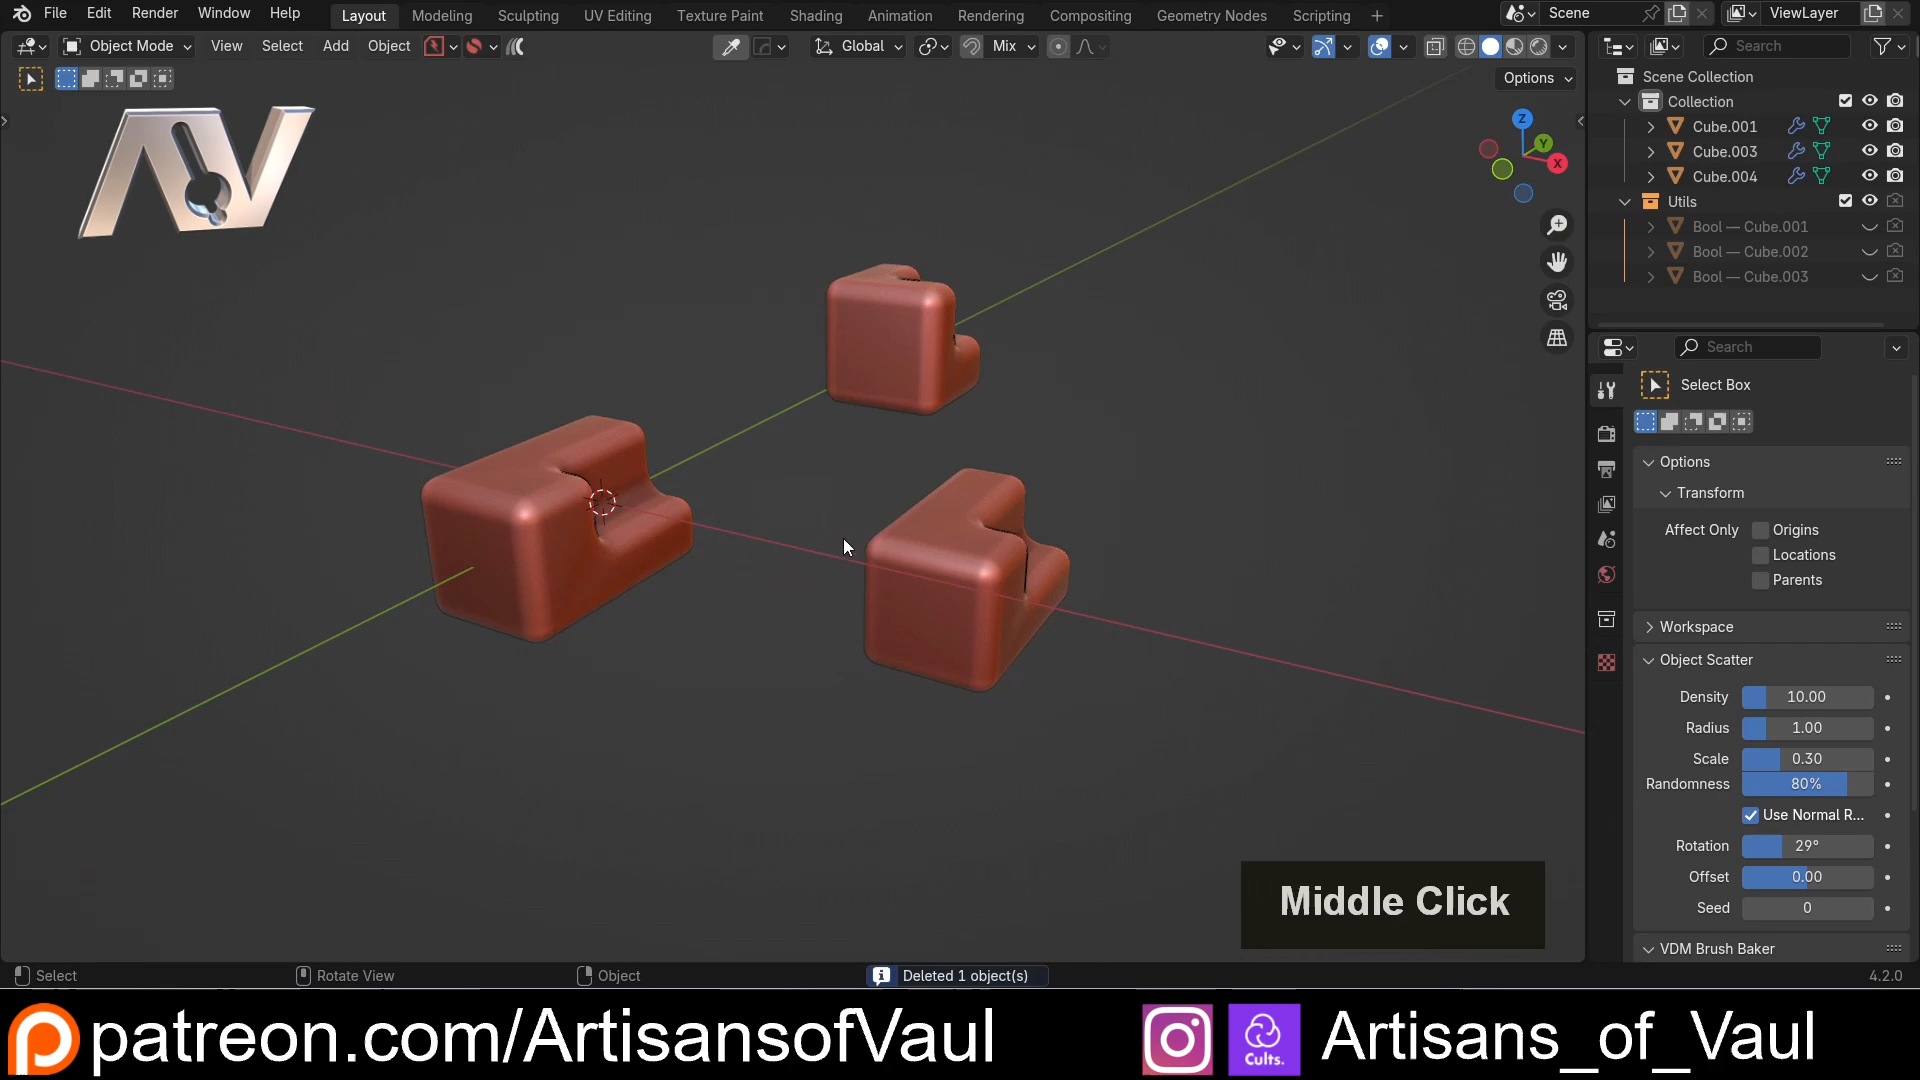 File Edit Render Window Help Layout Modeling Sculpting UV Editing Texture Paint Shading Animation Rendering Compositing Geometry Nodes Scripting + Scene ViewLayer
Object Mode View Select Add Object Global Mix Search
Options
Scene Collection
Collection
Cube.001
Cube.003
Cube.004
Utils
Bool — Cube.001
Bool — Cube.002
Bool — Cube.003
Z
Y
X
AV
Search
Select Box
Options
Transform
Affect Only Origins
Locations
Parents
Workspace
Object Scatter
Density 10.00
Radius 1.00
Scale 0.30
Randomness 80%
Use Normal R...
Rotation 29°
Offset 0.00
Seed 0
VDM Brush Baker
Middle Click
Select Rotate View Object Deleted 1 object(s) 4.2.0
patreon.com/ArtisansofVaul Cults. Artisans_of_Vaul